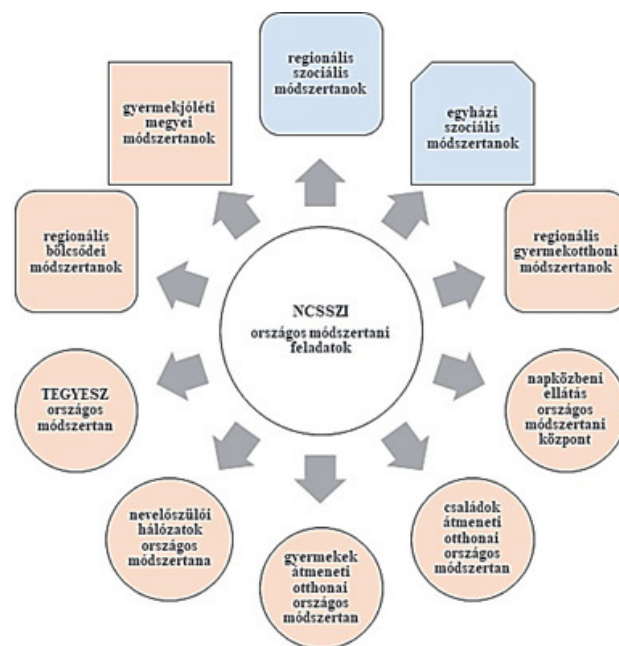 regionális
szociális
módszertanok
egyházi
szociális
módszertanok
regionális
gyermekotthoni
módszertanok
napközbeni
ellátás
országos
módszertani
központ
családok
átmeneti
otthonai
országos
módszertan
gyermekek
átmeneti
otthonai
országos
módszertan
nevelőszülői
hálózatok
országos
módszertana
TEGYESZ
országos
módszertan
regionális
bölcsődei
módszertanok
gyermekjóléti
megyei
módszertanok
NCSSZI
országos módszertani
feladatok